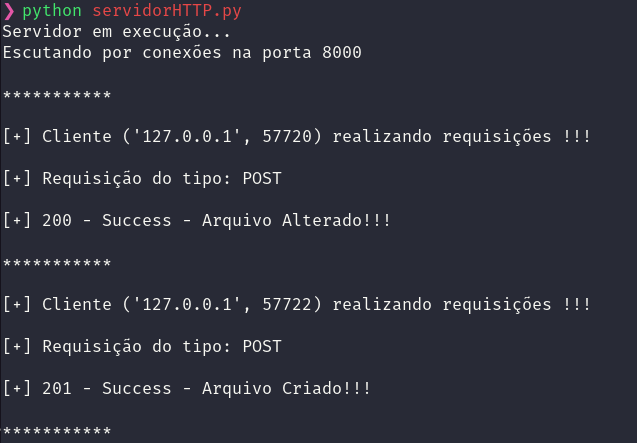 ❯ python servidorHTTP.py
Servidor em execução...
Escutando por conexões na porta 8000
***********
[+] Cliente ('127.0.0.1', 57720) realizando requisições !!!
[+] Requisição do tipo: POST
[+] 200 - Success - Arquivo Alterado!!!
***********
[+] Cliente ('127.0.0.1', 57722) realizando requisições !!!
[+] Requisição do tipo: POST
[+] 201 - Success - Arquivo Criado!!!
***********